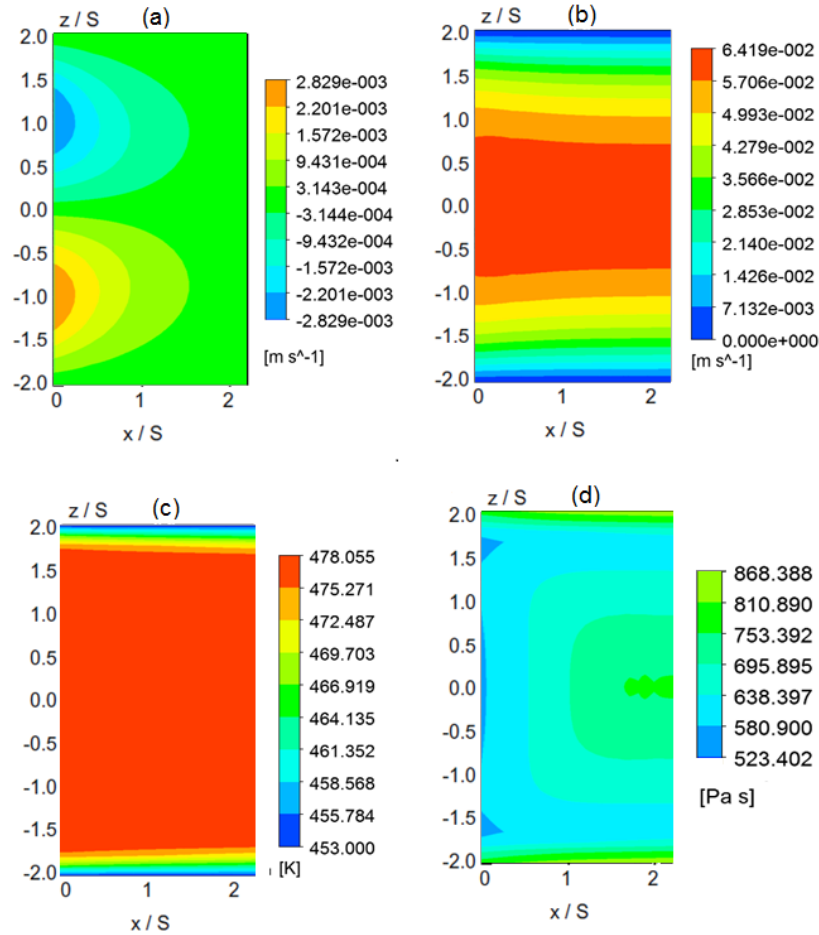 z / S (a)
2.0
1.5
1.0
0.5
0.0
-0.5
-1.0
-1.5
-2.0
0 1 2
x / S
2.829e-003
2.201e-003
1.572e-003
9.431e-004
3.143e-004
-3.144e-004
-9.432e-004
-1.572e-003
-2.201e-003
-2.829e-003
[m s^-1]
z / S (b)
2.0
1.5
1.0
0.5
0.0
-0.5
-1.0
-1.5
-2.0
0 1 2
x / S
6.419e-002
5.706e-002
4.993e-002
4.279e-002
3.566e-002
2.853e-002
2.140e-002
1.426e-002
7.132e-003
0.000e+000
[m s^-1]
z / S (c)
2.0
1.5
1.0
0.5
0.0
-0.5
-1.0
-1.5
-2.0
0 1 2
x / S
478.055
475.271
472.487
469.703
466.919
464.135
461.352
458.568
455.784
453.000
[K]
z / S (d)
2.0
1.5
1.0
0.5
0.0
-0.5
-1.0
-1.5
-2.0
0 1 2
x / S
868.388
810.890
753.392
695.895
638.397
580.900
523.402
[Pa s]